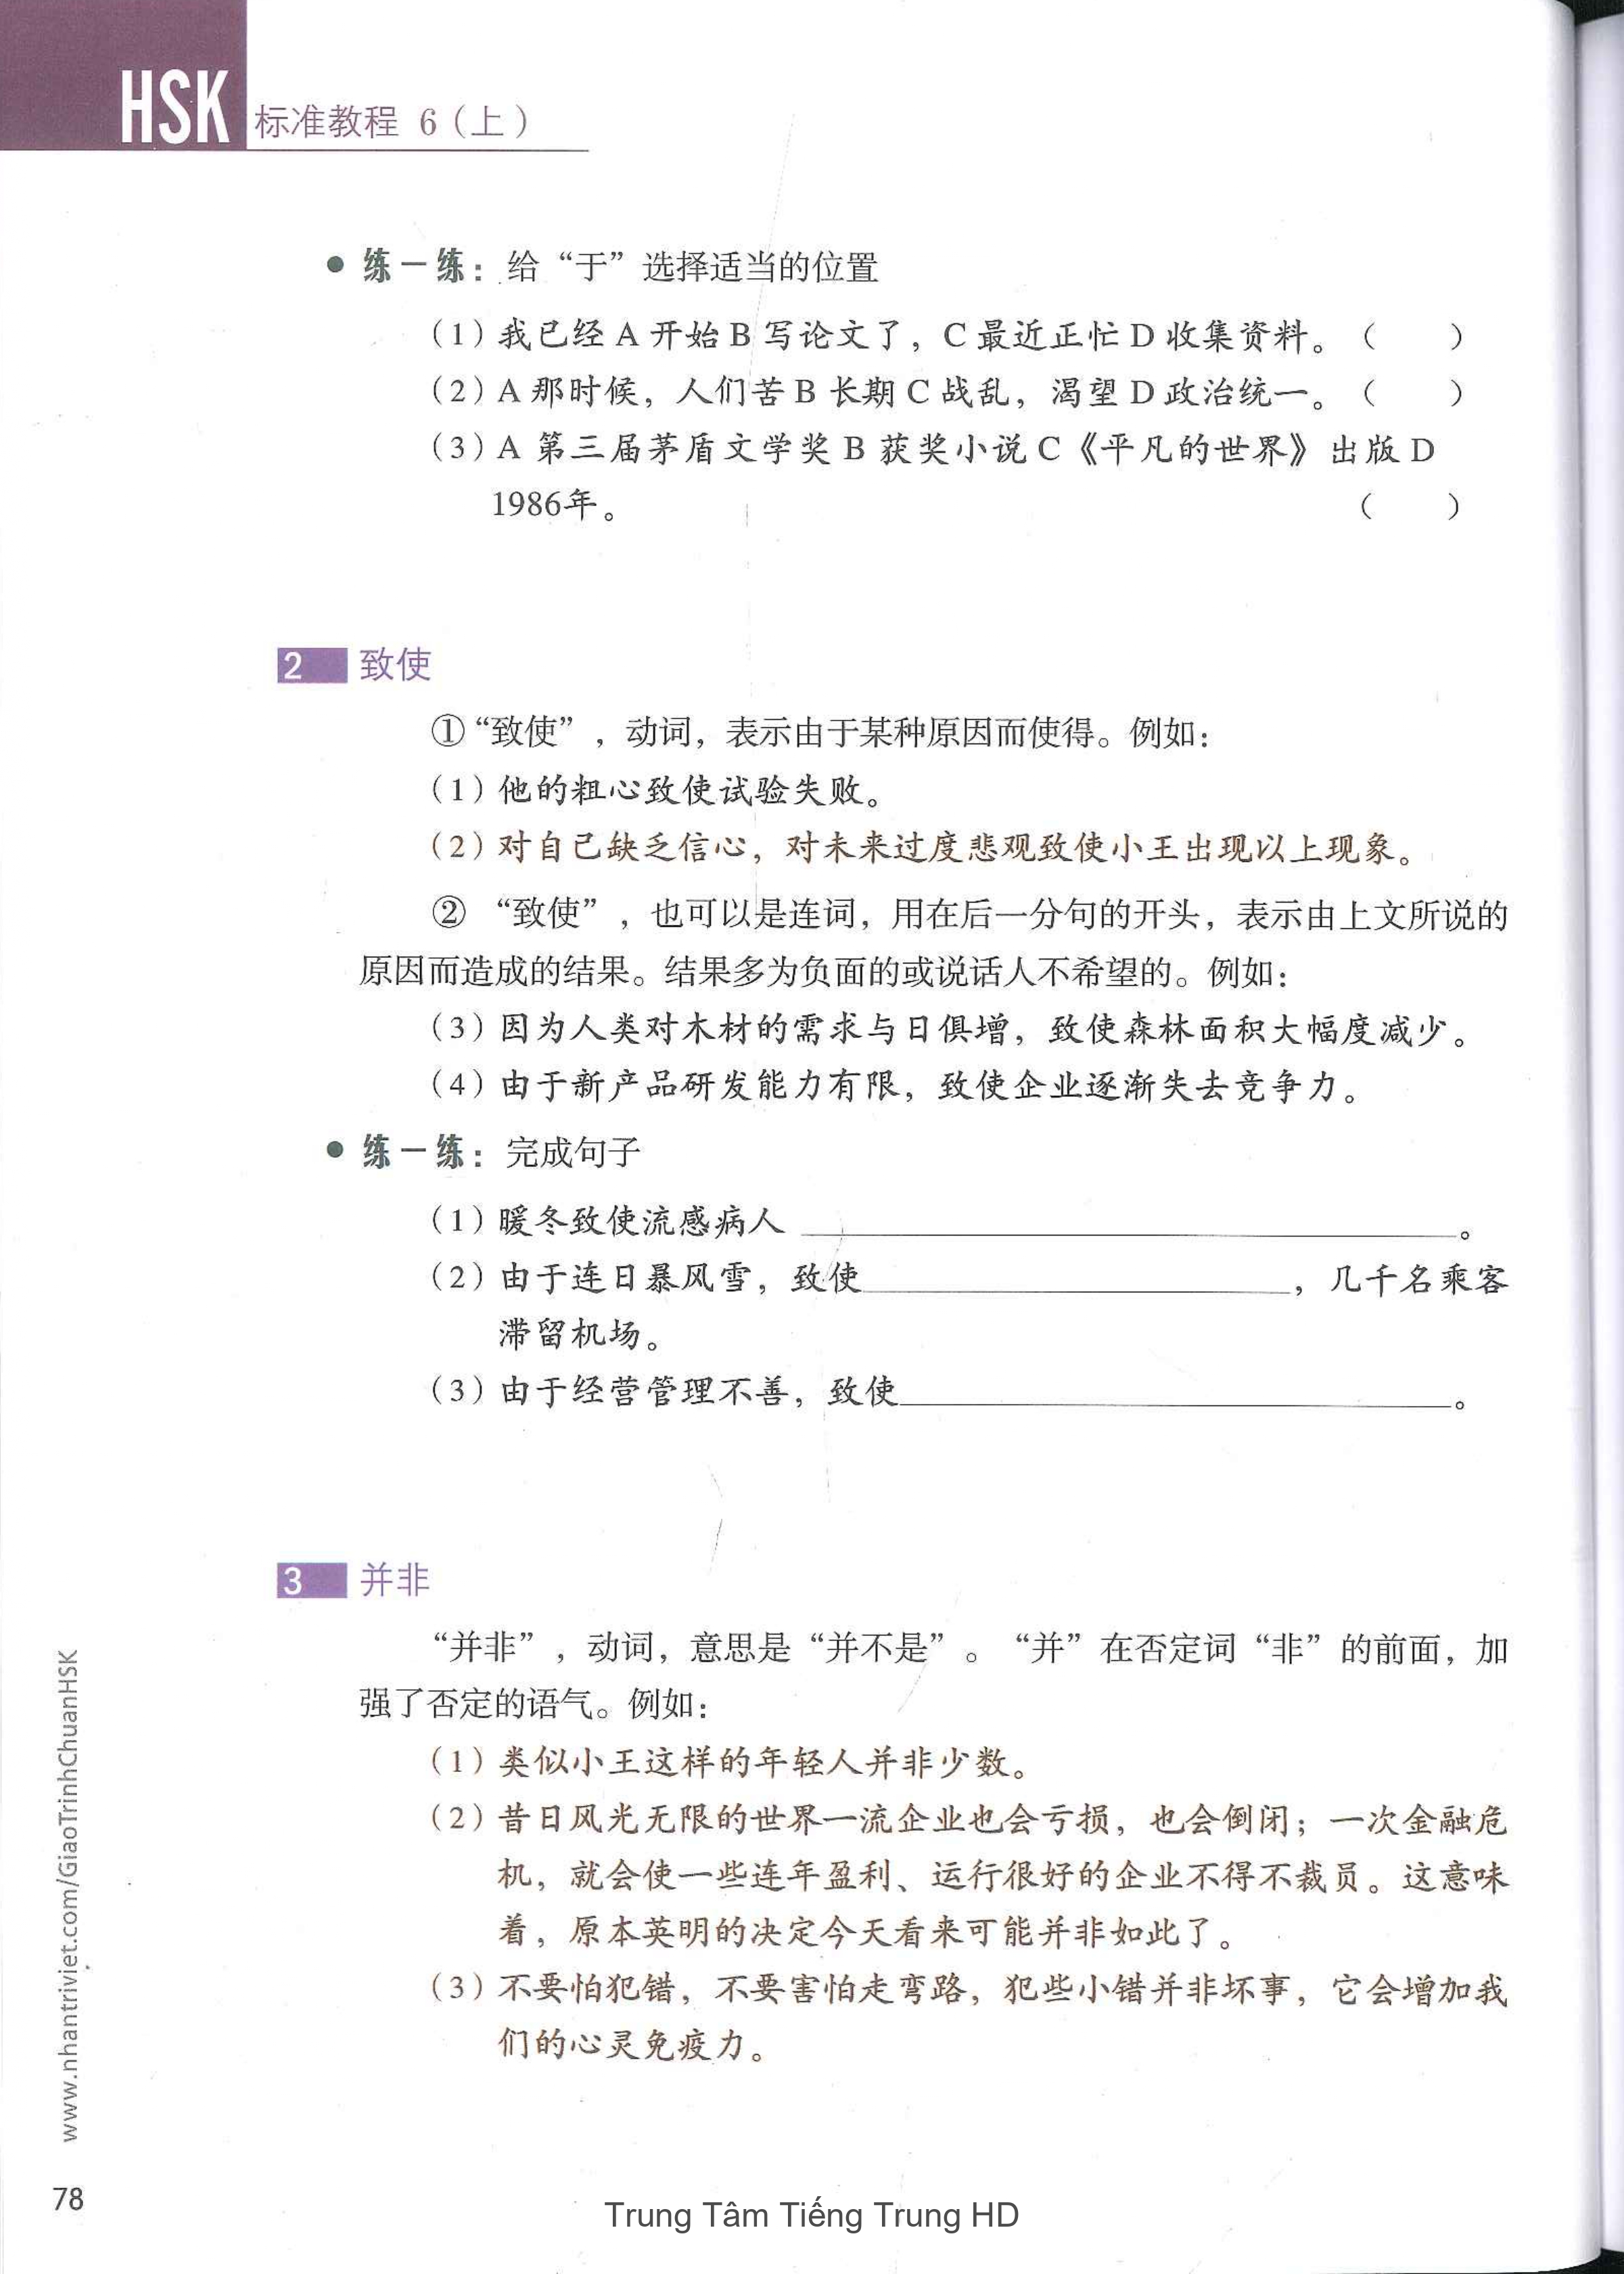 HSK 标准教程 6（上）
● 练一练：给“于”选择适当的位置
（1）我已经 A 开始 B 写论文了，C 最近正忙 D 收集资料。（　　）
（2）A 那时候，人们苦 B 长期 C 战乱，渴望 D 政治统一。（　　）
（3）A 第三届茅盾文学奖 B 获奖小说 C《平凡的世界》出版 D
1986年。（　　）
2 致使
①“致使”，动词，表示由于某种原因而使得。例如：
（1）他的粗心致使试验失败。
（2）对自己缺乏信心，对未来过度悲观致使小王出现以上现象。
② “致使”，也可以是连词，用在后一分句的开头，表示由上文所说的
原因而造成的结果。结果多为负面的或说话人不希望的。例如：
（3）因为人类对木材的需求与日俱增，致使森林面积大幅度减少。
（4）由于新产品研发能力有限，致使企业逐渐失去竞争力。
● 练一练：完成句子
（1）暖冬致使流感病人 ____________________。
（2）由于连日暴风雪，致使____________________，几千名乘客
滞留机场。
（3）由于经营管理不善，致使____________________。
3 并非
“并非”，动词，意思是“并不是”。“并”在否定词“非”的前面，加
强了否定的语气。例如：
（1）类似小王这样的年轻人并非少数。
（2）昔日风光无限的世界一流企业也会亏损，也会倒闭；一次金融危
机，就会使一些连年盈利、运行很好的企业不得不裁员。这意味
着，原本英明的决定今天看来可能并非如此了。
（3）不要怕犯错，不要害怕走弯路，犯些小错并非坏事，它会增加我
们的心灵免疫力。
www.nhantriviet.com/GiaoTrinhChuanHSK
78
Trung Tâm Tiếng Trung HD